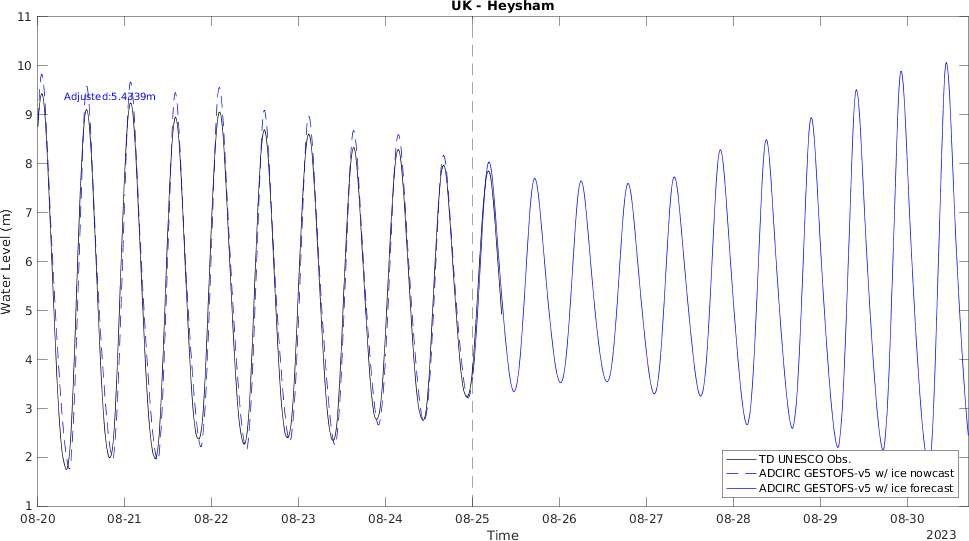 UK - Heysham
11
10
9
8
7
6
5
4
3
2
1
Water Level (m)
Adjusted:5.4339m
TD UNESCO Obs.
ADCIRC GESTOFS-v5 w/ ice nowcast
ADCIRC GESTOFS-v5 w/ ice forecast
08-20 08-21 08-22 08-23 08-24 08-25 08-26 08-27 08-28 08-29 08-30
Time
2023